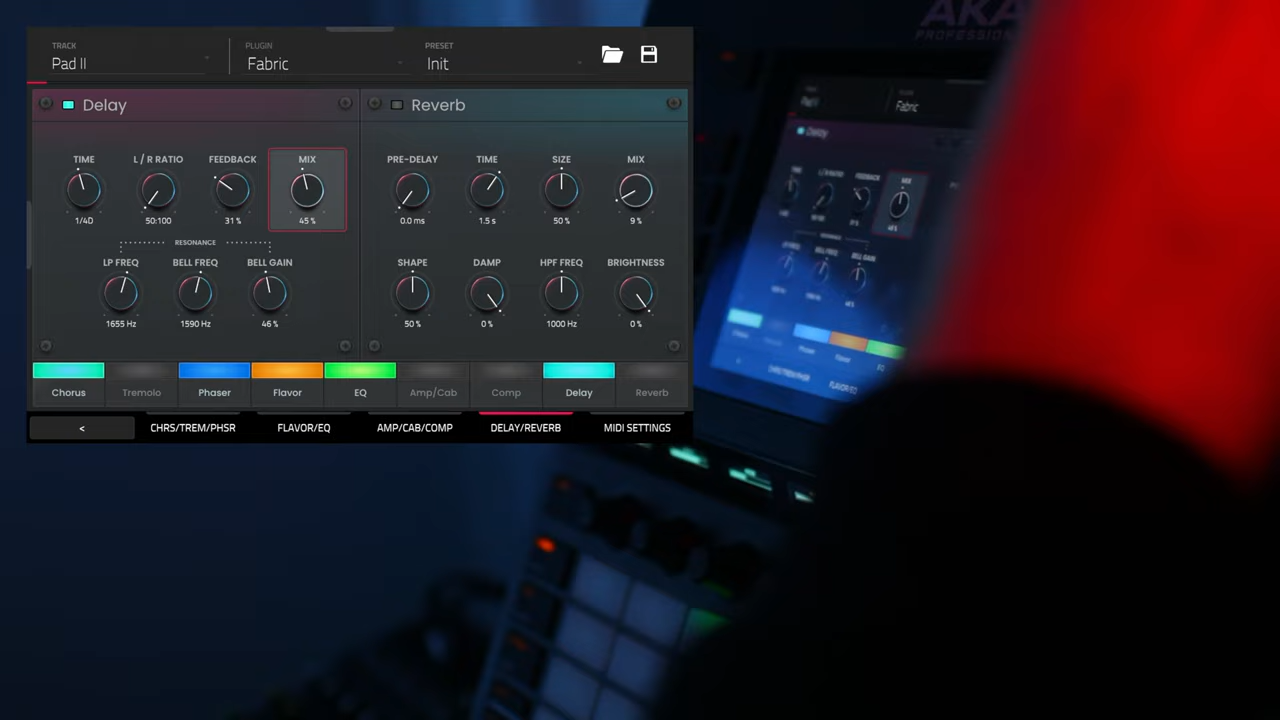 TRACK PLUGIN PRESET
Pad II Fabric Init
Delay Reverb
TIME L / R RATIO FEEDBACK MIX PRE-DELAY TIME SIZE MIX
1/4D 50:100 31 % 45 % 0.0 ms 1.5 s 50 % 9 %
RESONANCE
LP FREQ BELL FREQ BELL GAIN SHAPE DAMP HPF FREQ BRIGHTNESS
1655 Hz 1590 Hz 46 % 50 % 0 % 1000 Hz 0 %
Chorus Tremolo Phaser Flavor EQ Amp/Cab Comp Delay Reverb
< CHRS/TREM/PHSR FLAVOR/EQ AMP/CAB/COMP DELAY/REVERB MIDI SETTINGS
Fabric
Delay